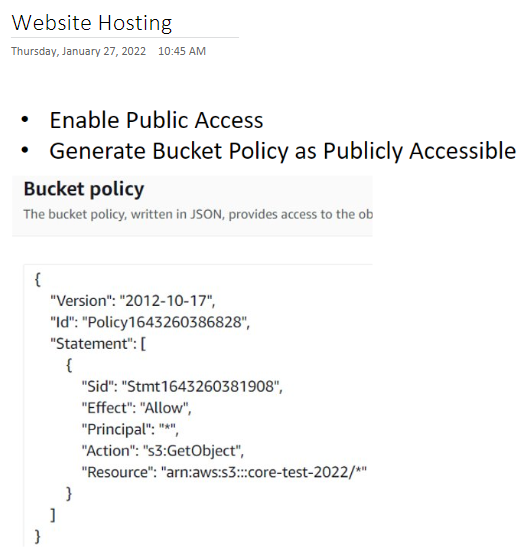 Website Hosting
Thursday, January 27, 2022 10:45 AM
• Enable Public Access
• Generate Bucket Policy as Publicly Accessible
Bucket policy
The bucket policy, written in JSON, provides access to the ob
{
"Version": "2012-10-17",
"Id": "Policy1643260386828",
"Statement": [
{
"Sid": "Stmt1643260381908",
"Effect": "Allow",
"Principal": "*",
"Action": "s3:GetObject",
"Resource": "arn:aws:s3:::core-test-2022/*"
}
]
}